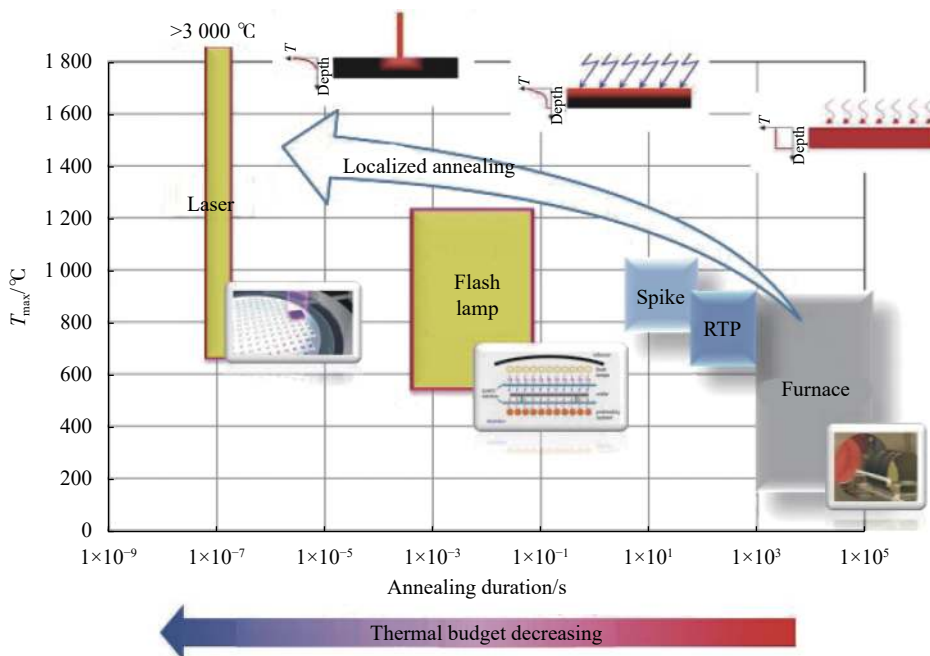 >3 000 ℃
1 800
1 600
1 400
1 200
1 000
800
600
400
200
0
T_max/℃
T
Depth
T
Depth
T
Depth
Localized annealing
Laser
Flash
lamp
Spike
RTP
Furnace
1×10⁻⁹
1×10⁻⁷
1×10⁻⁵
1×10⁻³
1×10⁻¹
1×10¹
1×10³
1×10⁵
Annealing duration/s
Thermal budget decreasing